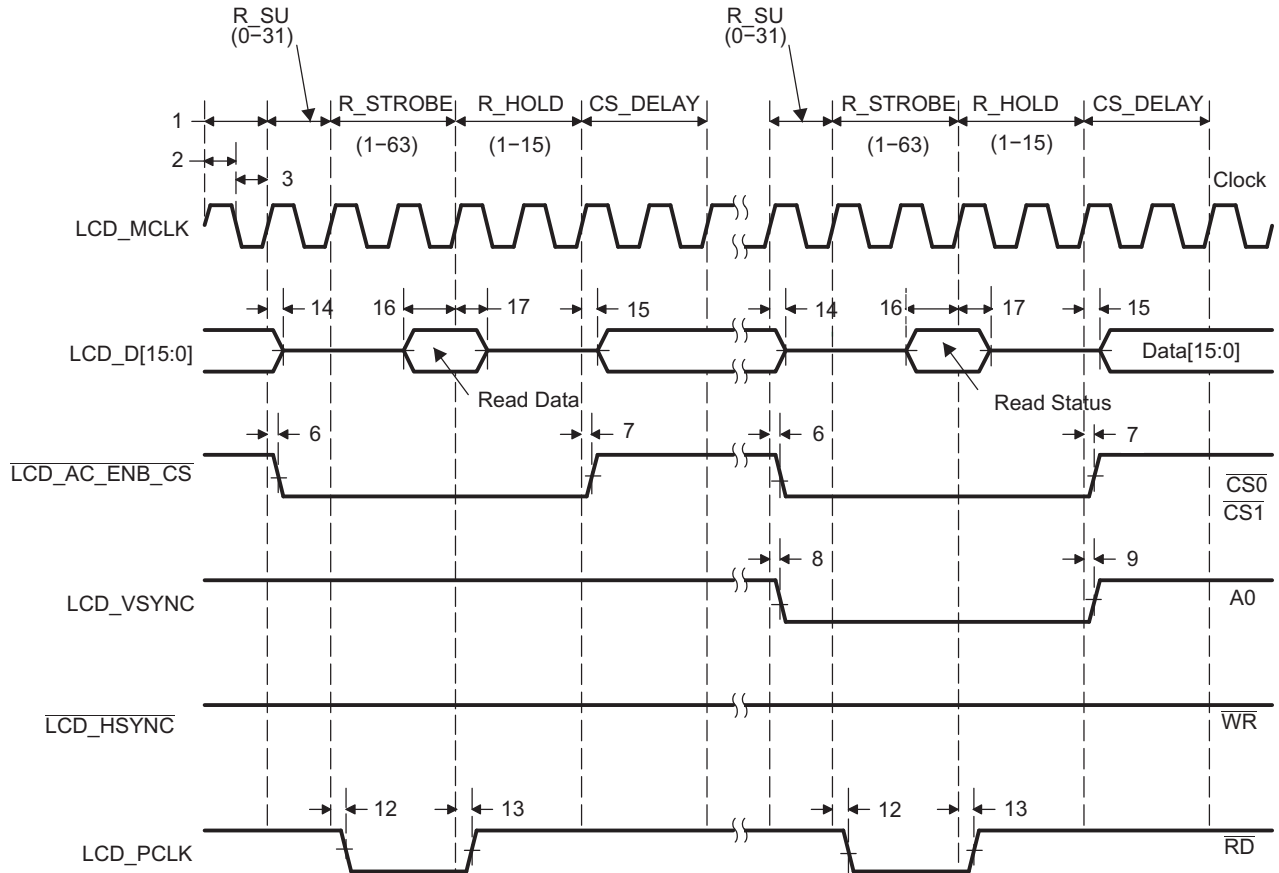 R_SU
(0−31)
R_SU
(0−31)
R_STROBE R_HOLD CS_DELAY R_STROBE R_HOLD CS_DELAY
1
(1−63) (1−15) (1−63) (1−15)
2
3 Clock
LCD_MCLK
14 16 17 15 14 16 17 15
LCD_D[15:0] Data[15:0]
Read Data Read Status
6 7 6 7
LCD_AC_ENB_CS CS0
CS1
8 9
LCD_VSYNC A0
LCD_HSYNC WR
12 13 12 13
LCD_PCLK RD